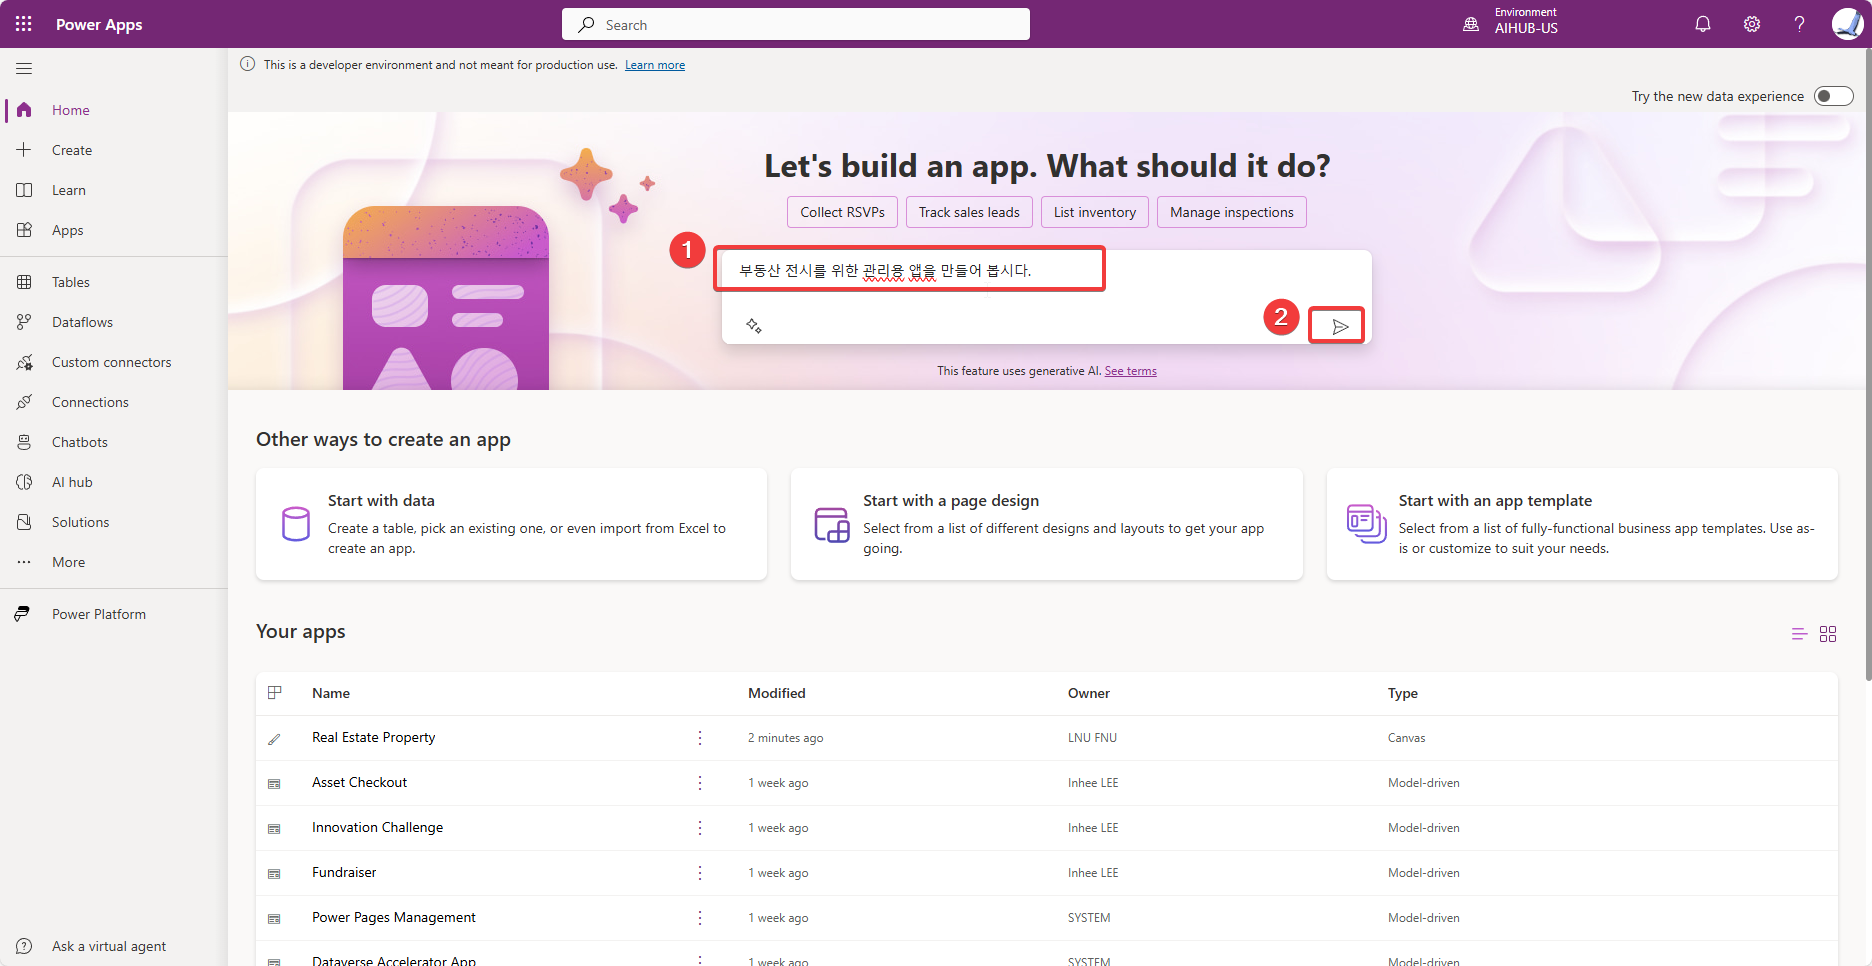 Power Apps
Search
Environment
AIHUB-US
This is a developer environment and not meant for production use. Learn more
Try the new data experience
Home
Create
Learn
Apps
Tables
Dataflows
Custom connectors
Connections
Chatbots
AI hub
Solutions
More
Power Platform
Ask a virtual agent
Let's build an app. What should it do?
Collect RSVPs
Track sales leads
List inventory
Manage inspections
1
부동산 전시를 위한 관리용 앱을 만들어 봅시다.
2
This feature uses generative AI. See terms
Other ways to create an app
Start with data
Create a table, pick an existing one, or even import from Excel to
create an app.
Start with a page design
Select from a list of different designs and layouts to get your app
going.
Start with an app template
Select from a list of fully-functional business app templates. Use as-
is or customize to suit your needs.
Your apps
Name Modified Owner Type
Real Estate Property 2 minutes ago LNU FNU Canvas
Asset Checkout 1 week ago Inhee LEE Model-driven
Innovation Challenge 1 week ago Inhee LEE Model-driven
Fundraiser 1 week ago Inhee LEE Model-driven
Power Pages Management 1 week ago SYSTEM Model-driven
Dataverse Accelerator App 1 week ago SYSTEM Model-driven